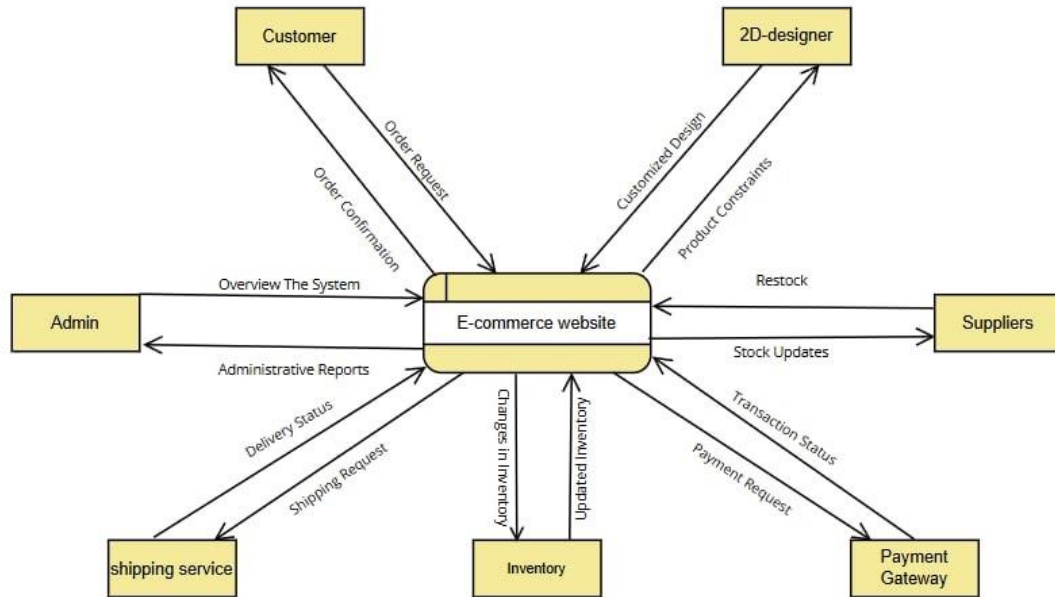 Customer
2D-designer
Order Request
Order Confirmation
Customized Design
Product Constraints
Overview The System
Restock
Admin
E-commerce website
Suppliers
Administrative Reports
Stock Updates
Delivery Status
Shipping Request
Changes in Inventory
Updated Inventory
Transaction Status
Payment Request
shipping service
Inventory
Payment
Gateway